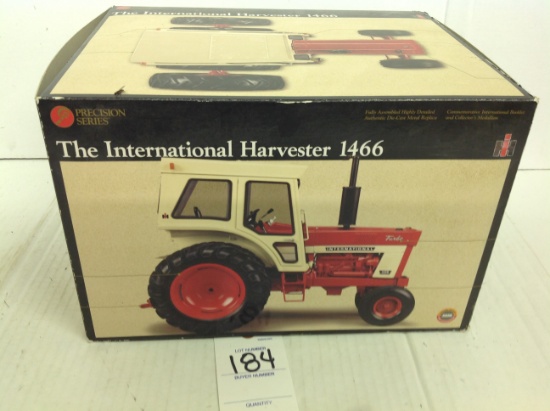 The International Harvester 1466
PRECISION
SERIES
Fully Assembled Highly Detailed
Authentic Die-Cast Metal Replica
Commemorative International Booklet
and Collector's Medallion
The International Harvester 1466
Turbo
INTERNATIONAL
LOT NUMBER
184
BUYER NUMBER
QUANTITY